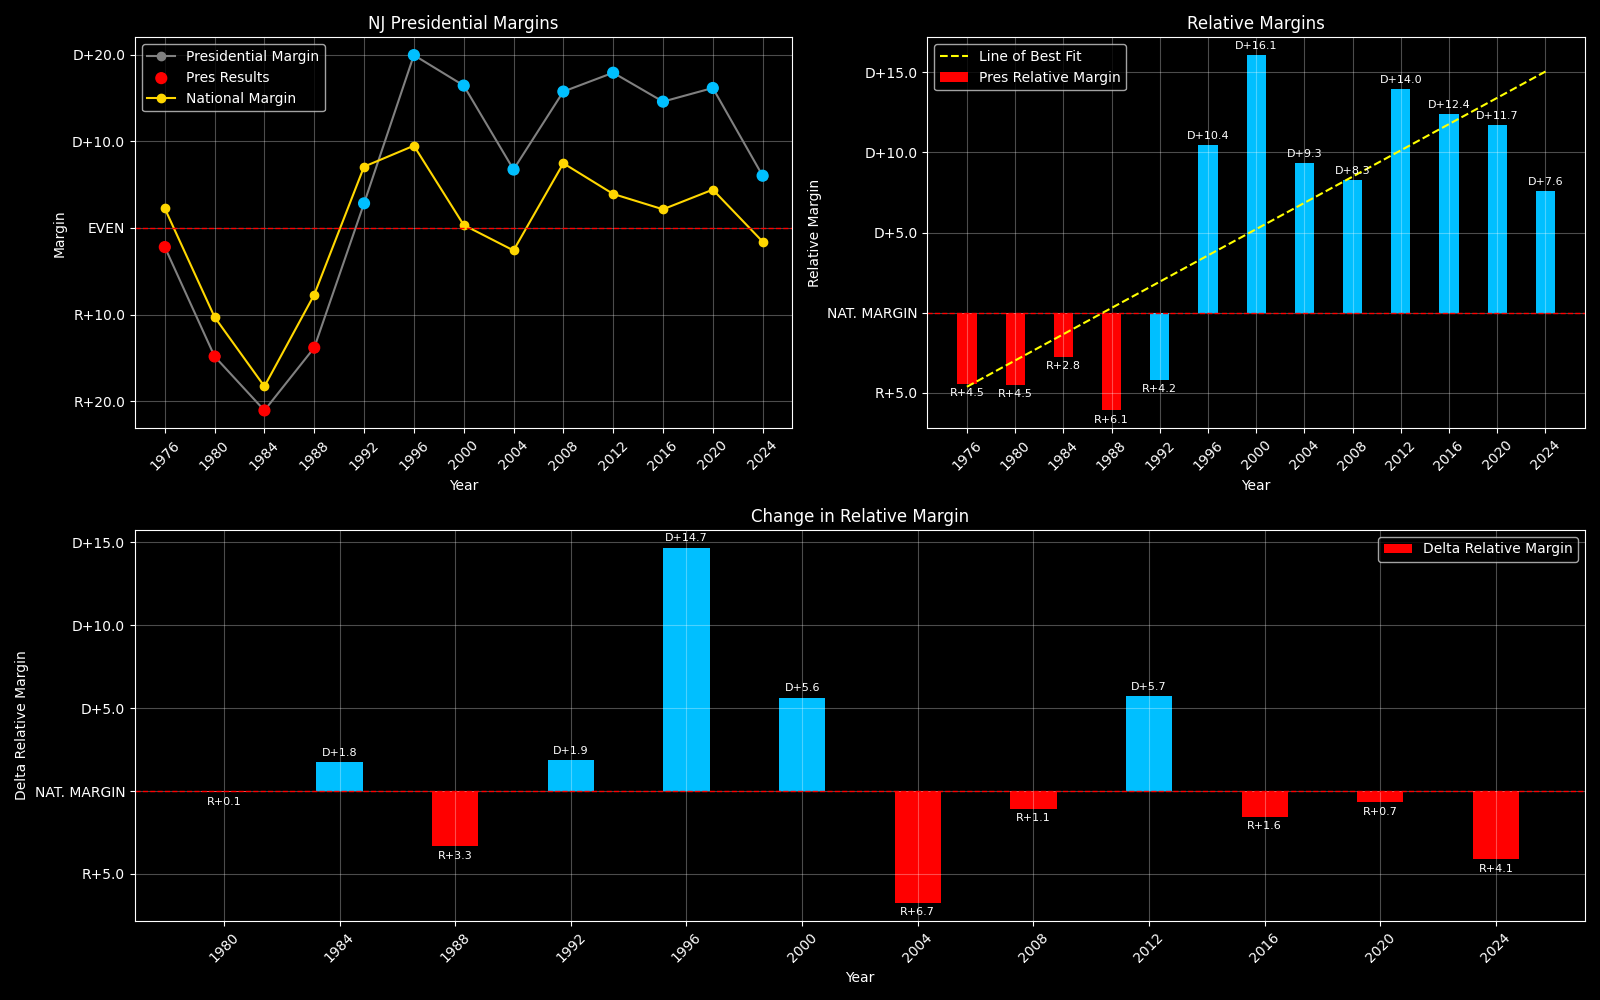 NJ Presidential Margins
Presidential Margin
Pres Results
National Margin
Margin
D+20.0
D+10.0
EVEN
R+10.0
R+20.0
1976
1980
1984
1988
1992
1996
2000
2004
2008
2012
2016
2020
2024
Year
Relative Margins
Line of Best Fit
Pres Relative Margin
Relative Margin
D+15.0
D+10.0
D+5.0
NAT. MARGIN
R+5.0
R+4.5
R+4.5
R+2.8
R+6.1
R+4.2
D+10.4
D+16.1
D+9.3
D+8.3
D+14.0
D+12.4
D+11.7
D+7.6
1976
1980
1984
1988
1992
1996
2000
2004
2008
2012
2016
2020
2024
Year
Change in Relative Margin
Delta Relative Margin
Delta Relative Margin
D+15.0
D+10.0
D+5.0
NAT. MARGIN
R+5.0
R+0.1
D+1.8
R+3.3
D+1.9
D+14.7
D+5.6
R+6.7
R+1.1
D+5.7
R+1.6
R+0.7
R+4.1
1980
1984
1988
1992
1996
2000
2004
2008
2012
2016
2020
2024
Year